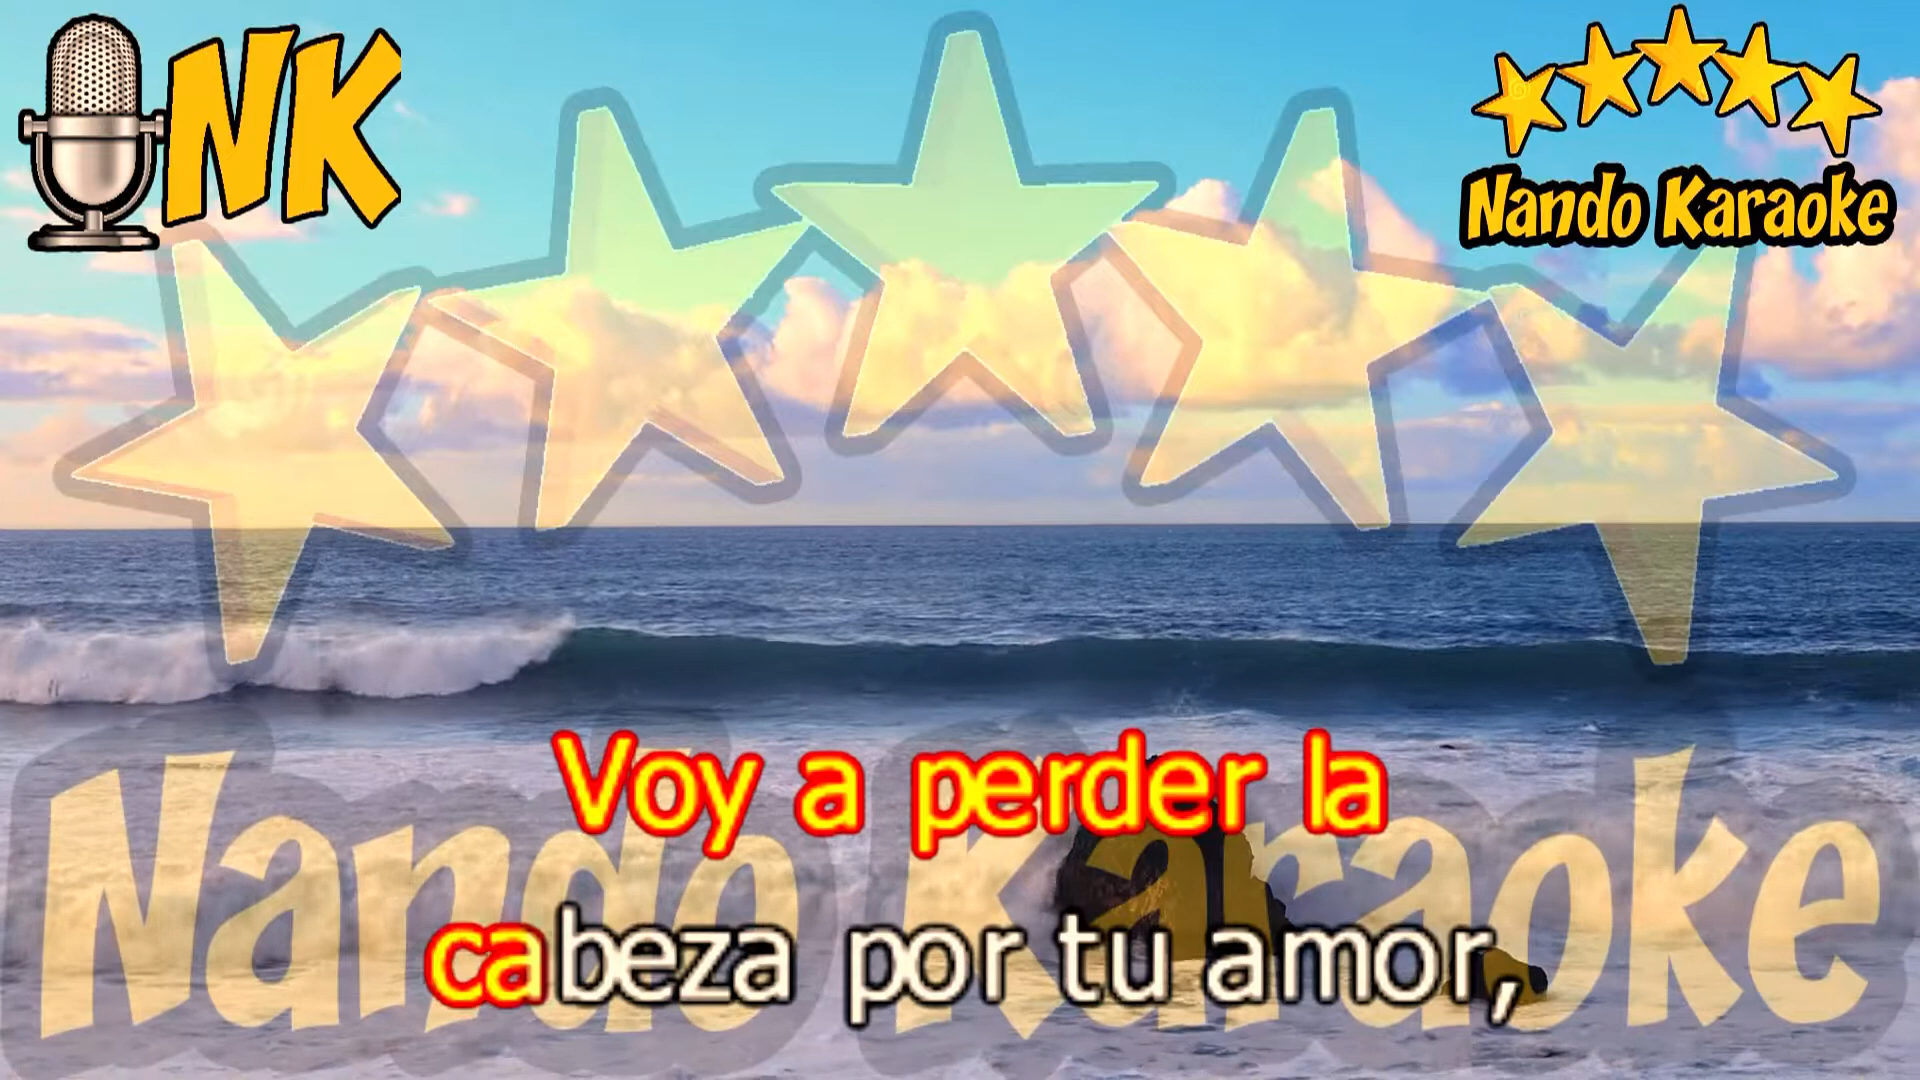 NK
Nando Karaoke
Voy a perder la
Nando Karaoke
cabeza por tu amor,